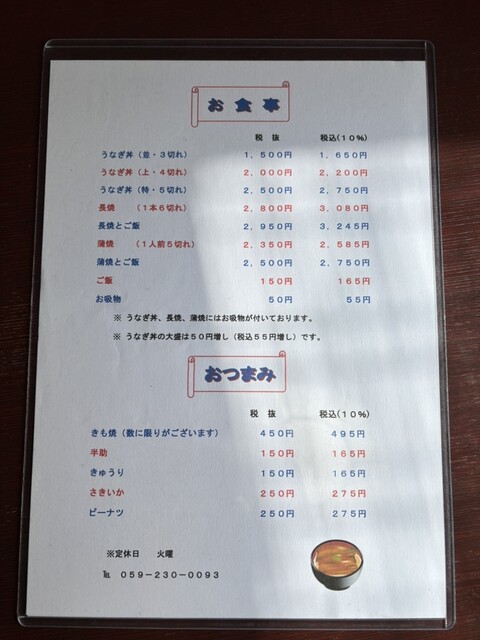 お食事
税 抜 税込(10%)
うなぎ丼（並・3切れ） 1,500円 1,650円
うなぎ丼（上・4切れ） 2,000円 2,200円
うなぎ丼（特・5切れ） 2,500円 2,750円
長焼 （1本6切れ） 2,800円 3,080円
長焼とご飯 2,950円 3,245円
蒲焼 （1人前5切れ） 2,350円 2,585円
蒲焼とご飯 2,500円 2,750円
ご飯 150円 165円
お吸物 50円 55円
※ うなぎ丼、長焼、蒲焼にはお吸物が付いております。
※ うなぎ丼の大盛は50円増し（税込55円増し）です。
おつまみ
税 抜 税込(10%)
きも焼（数に限りがございます） 450円 495円
半助 150円 165円
きゅうり 150円 165円
さきいか 250円 275円
ピーナツ 250円 275円
※定休日 火曜
℡ 059-230-0093